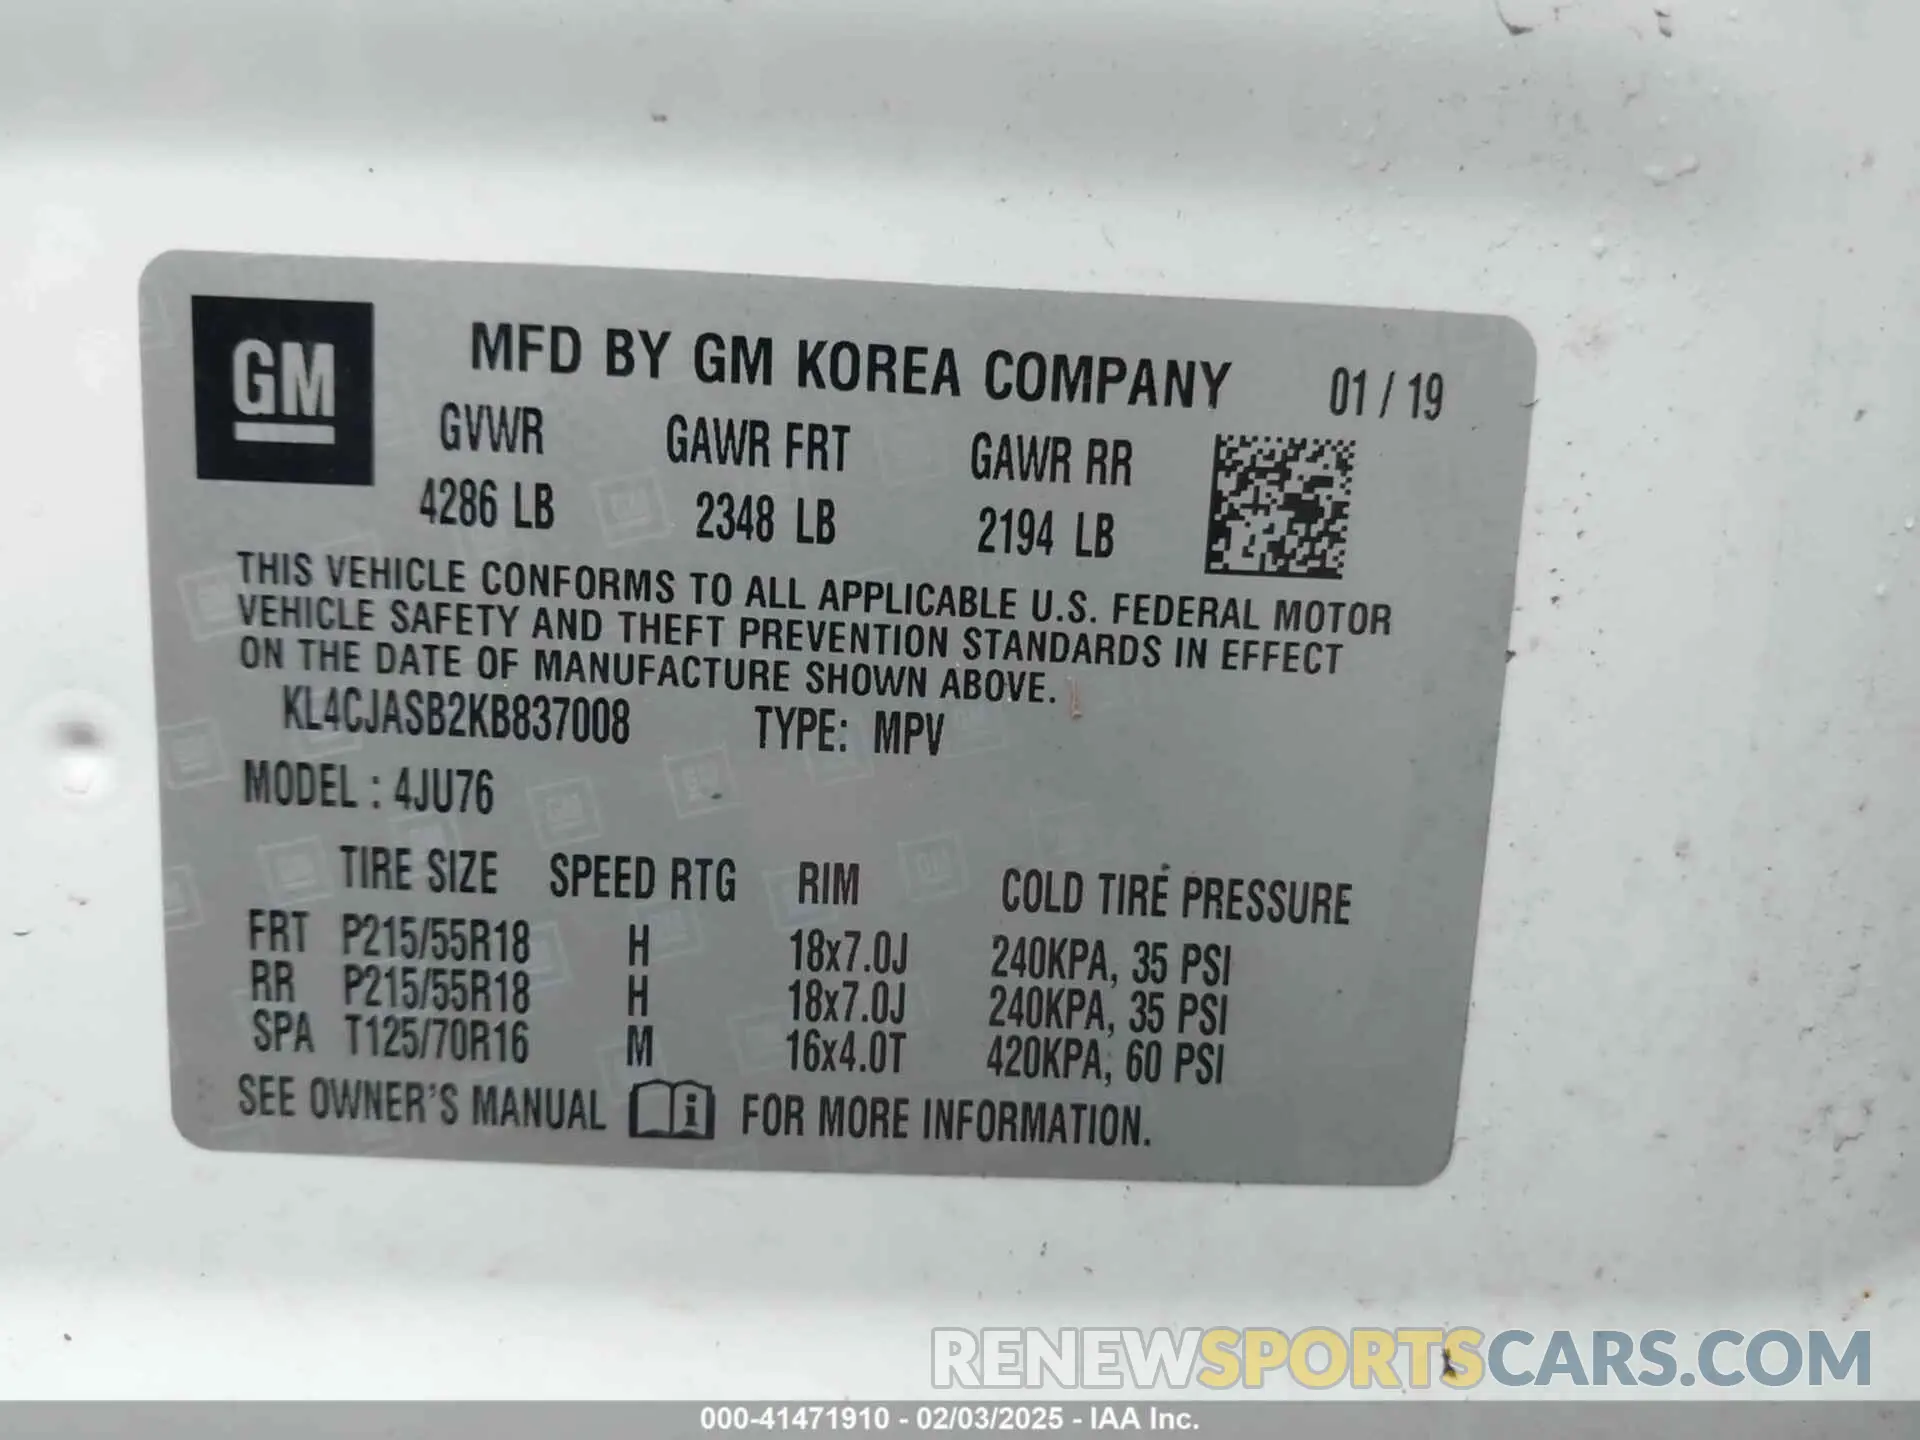 GM
MFD BY GM KOREA COMPANY 01 / 19
GVWR GAWR FRT GAWR RR
4286 LB 2348 LB 2194 LB
THIS VEHICLE CONFORMS TO ALL APPLICABLE U.S. FEDERAL MOTOR
VEHICLE SAFETY AND THEFT PREVENTION STANDARDS IN EFFECT
ON THE DATE OF MANUFACTURE SHOWN ABOVE.
KL4CJASB2KB837008 TYPE: MPV
MODEL : 4JU76
TIRE SIZE SPEED RTG RIM COLD TIRE PRESSURE
FRT P215/55R18 H 18x7.0J 240KPA, 35 PSI
RR P215/55R18 H 18x7.0J 240KPA, 35 PSI
SPA T125/70R16 M 16x4.0T 420KPA, 60 PSI
SEE OWNER'S MANUAL i FOR MORE INFORMATION.
RENEWSPORTSCARS.COM
000-41471910 - 02/03/2025 - IAA Inc.